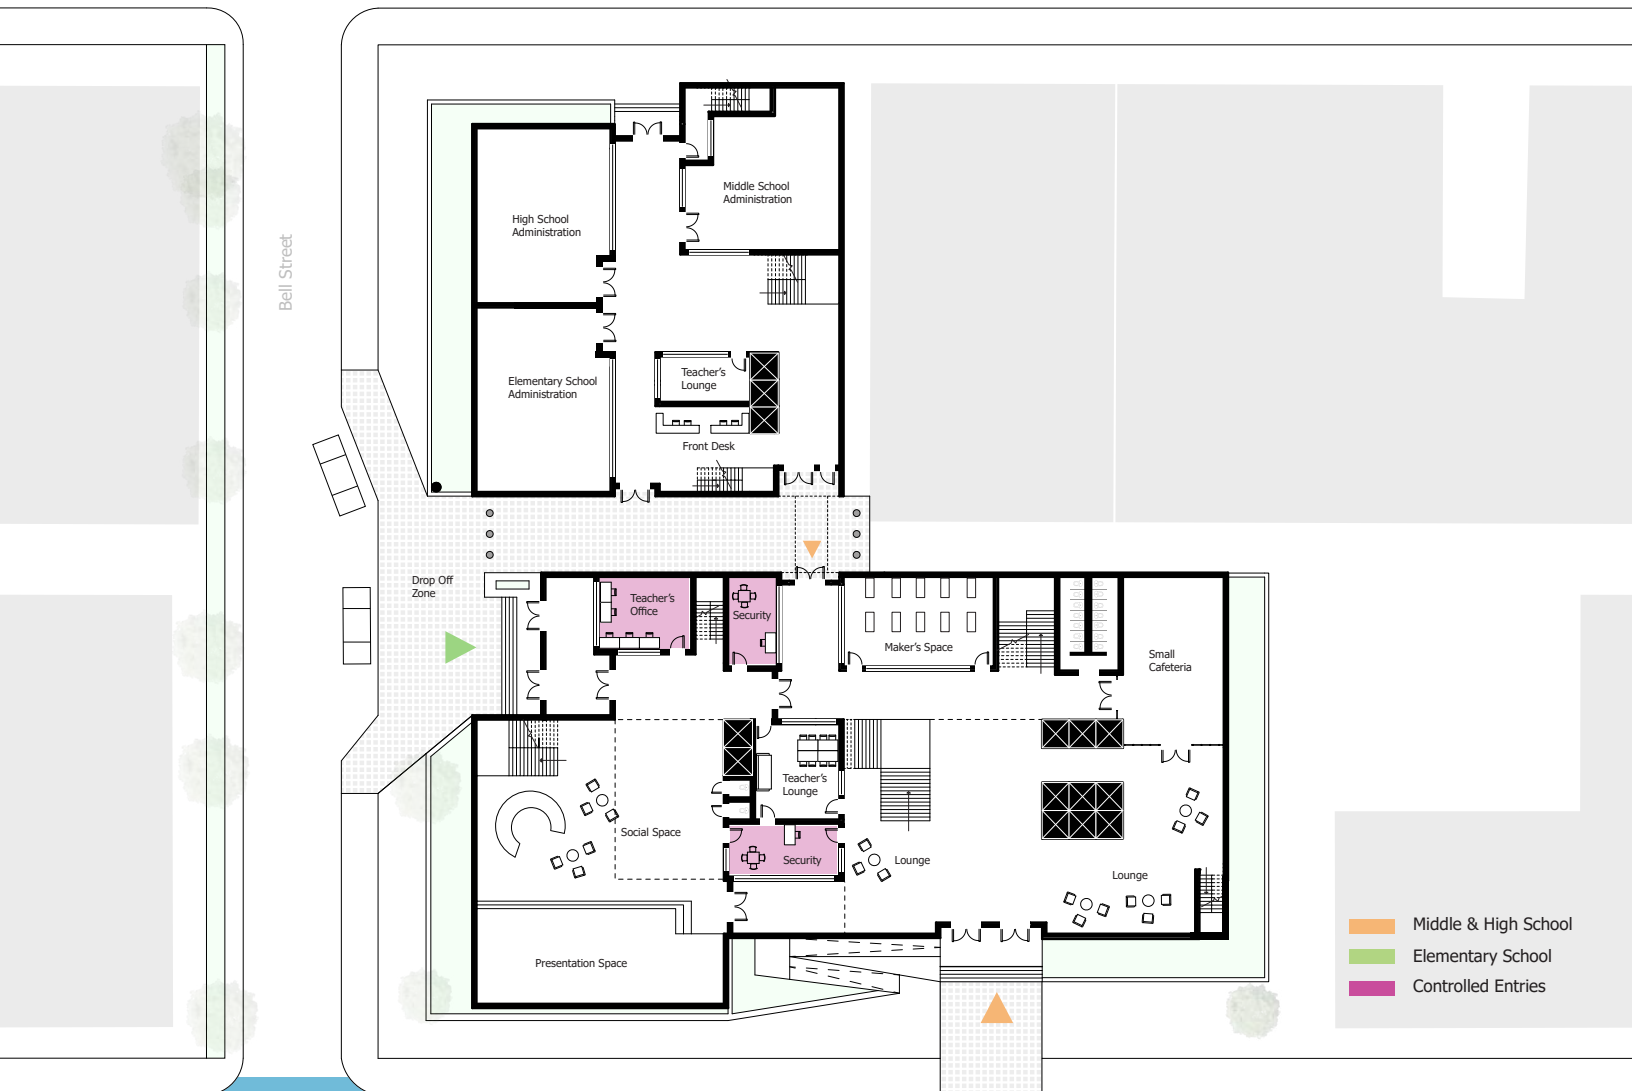 Middle School
Administration
High School
Administration
Bell Street
Teacher's
Lounge
Elementary School
Administration
Front Desk
Drop Off
Zone
Teacher's
Office
Security
Maker's Space
Small
Cafeteria
Teacher's
Lounge
Social Space
Security
Lounge
Lounge
Presentation Space
Middle & High School
Elementary School
Controlled Entries